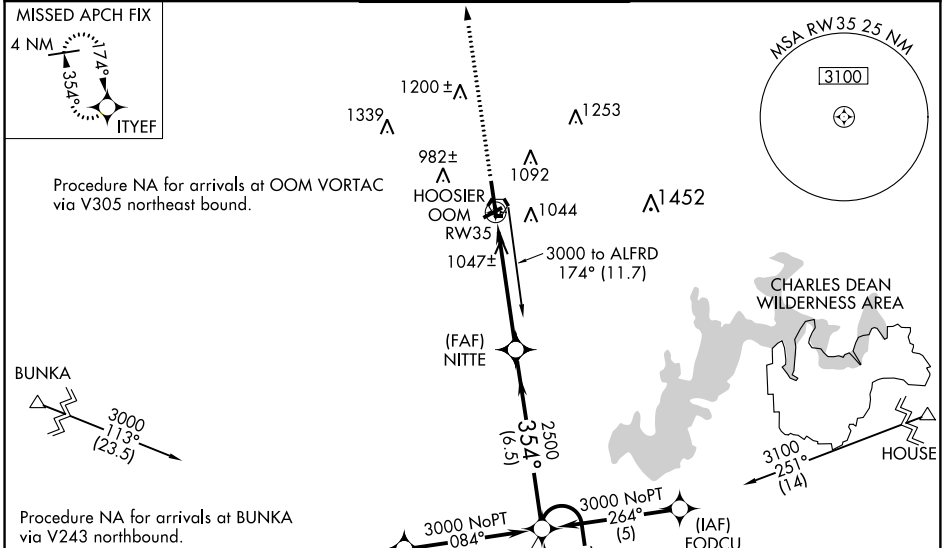 MISSED APCH FIX
4 NM
174°
354°
ITYEF
MSA RW35 25 NM
3100
1200 ±
1339
1253
982±
1092
Procedure NA for arrivals at OOM VORTAC
via V305 northeast bound.
HOOSIER
OOM
RW35
1044
1452
1047±
3000 to ALFRD
174° (11.7)
CHARLES DEAN
WILDERNESS AREA
(FAF)
NITTE
BUNKA
3000
113°
(23.5)
2500
354°
(6.5)
HOUSE
3100
251°
(14)
Procedure NA for arrivals at BUNKA
via V243 northbound.
3000 NoPT
084°
3000 NoPT
264°
(5)
(IAF)